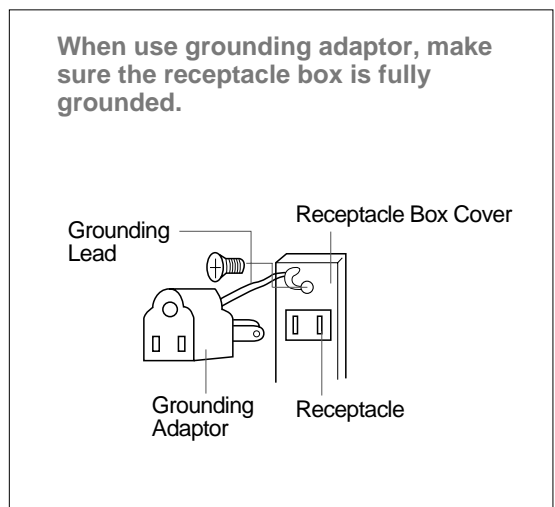 When use grounding adaptor, make
sure the receptacle box is fully
grounded.
Grounding
Lead
Receptacle Box Cover
Grounding
Adaptor
Receptacle